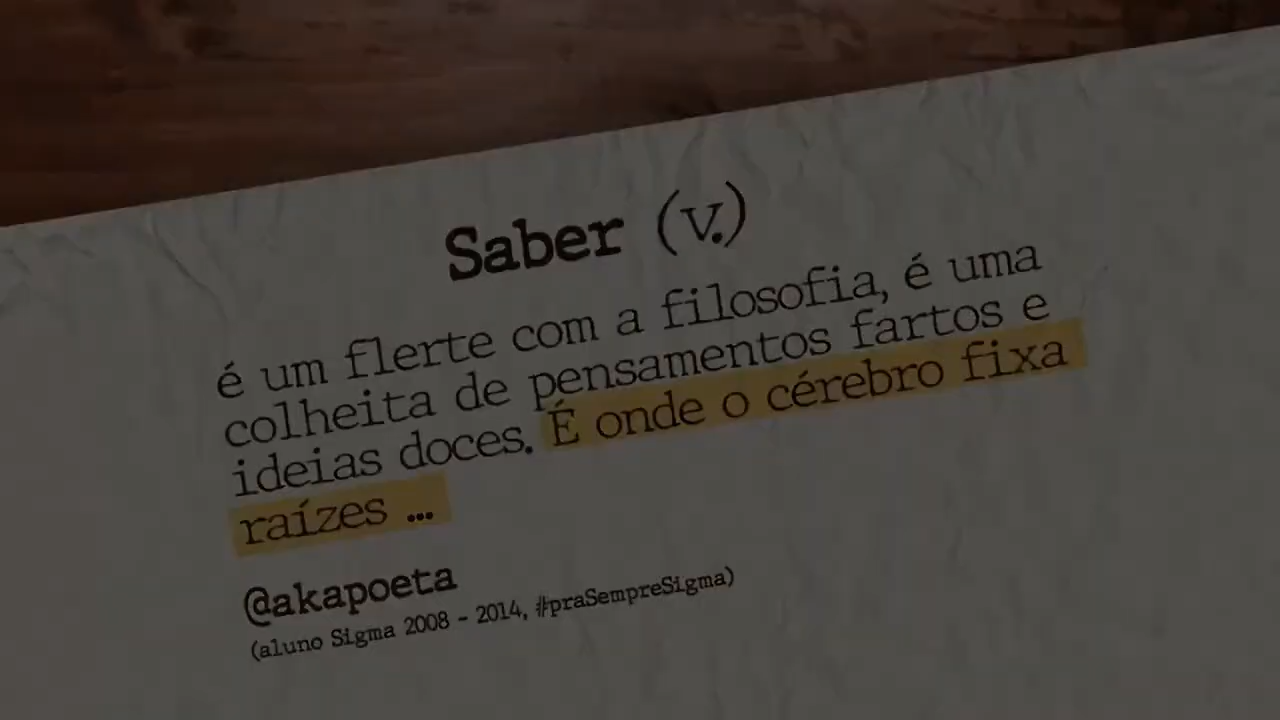 Saber (v.)
é um flerte com a filosofia, é uma
colheita de pensamentos fartos e
ideias doces. É onde o cérebro fixa
raízes ...
@akapoeta
(aluno Sigma 2008 - 2014, #praSempreSigma)